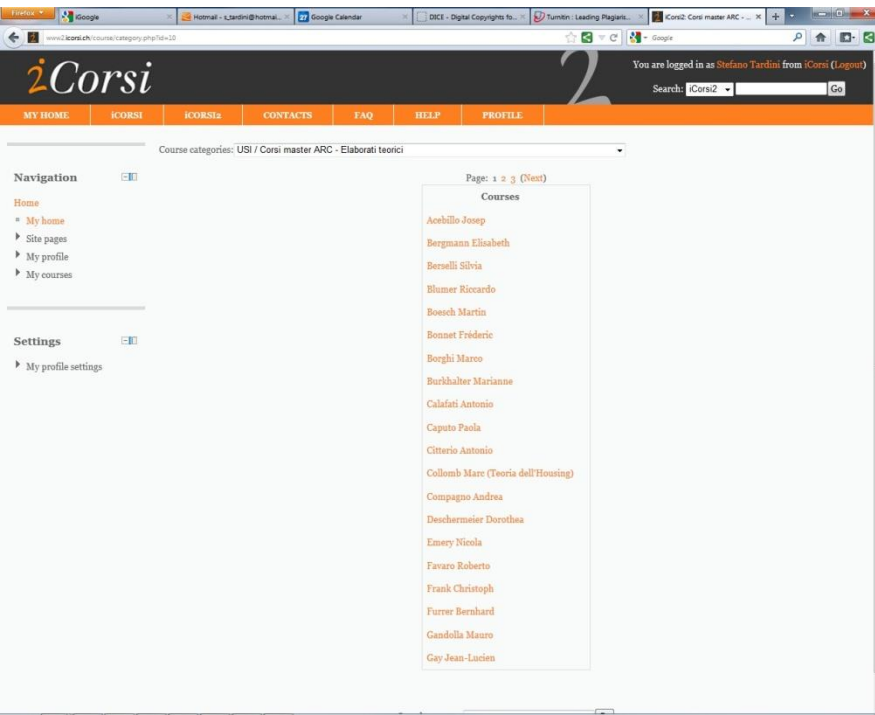 Firefox
iGoogle
Hotmail - s_tardini@hotmai...
27 Google Calendar
DICE - Digital Copyrights fo...
Turnitin : Leading Plagiaris...
iCorsi2: Corsi master ARC - ...
www2.icorsi.ch/course/category.php?id=10
Google
iCorsi
2
You are logged in as Stefano Tardini from iCorsi (Logout)
Search: iCorsi2 Go
MY HOME iCORSI iCORSI2 CONTACTS FAQ HELP PROFILE
Course categories: USI / Corsi master ARC - Elaborati teorici
Navigation
Home
My home
Site pages
My profile
My courses
Settings
My profile settings
Page: 1 2 3 (Next)
Courses
Acebillo Josep
Bergmann Elisabeth
Berselli Silvia
Blumer Riccardo
Boesch Martin
Bonnet Fréderic
Borghi Marco
Burkhalter Marianne
Calafati Antonio
Caputo Paola
Citterio Antonio
Collomb Marc (Teoria dell'Housing)
Compagno Andrea
Deschermeier Dorothea
Emery Nicola
Favaro Roberto
Frank Christoph
Furrer Bernhard
Gandolla Mauro
Gay Jean-Lucien